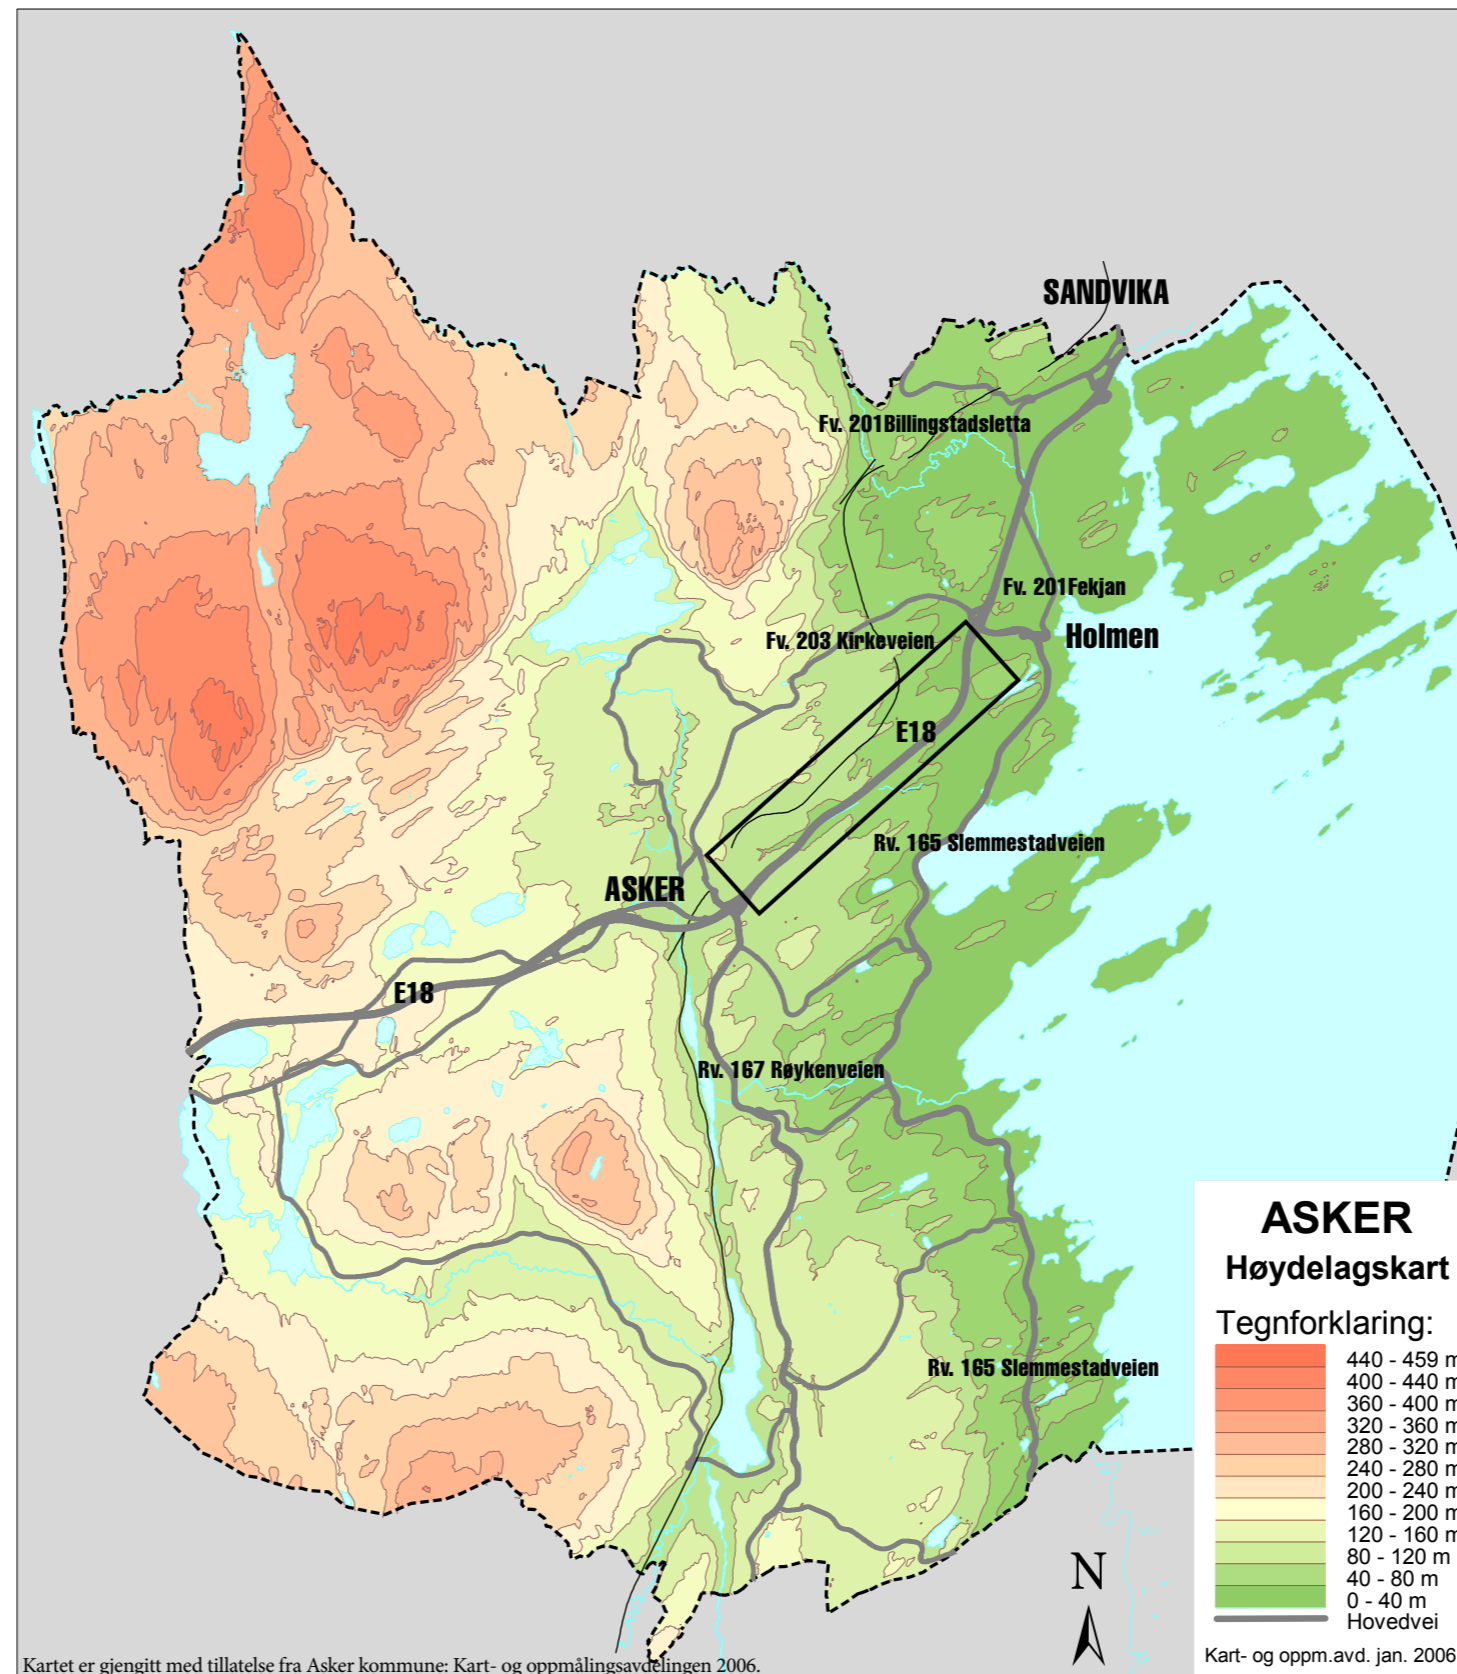 SANDVIKA
Fv. 201Billingstadsletta
Fv. 201Fekjan
Holmen
Fv. 203 Kirkeveien
E18
Rv. 165 Slemmestadveien
ASKER
E18
Rv. 167 Røykenveien
Rv. 165 Slemmestadveien
ASKER
Høydelagskart
Tegnforklaring:
440 - 459 m
400 - 440 m
360 - 400 m
320 - 360 m
280 - 320 m
240 - 280 m
200 - 240 m
160 - 200 m
120 - 160 m
80 - 120 m
40 - 80 m
0 - 40 m
Hovedvei
N
Kart- og oppm.avd. jan. 2006
Kartet er gjengitt med tillatelse fra Asker kommune: Kart- og oppmålingsavdelingen 2006.